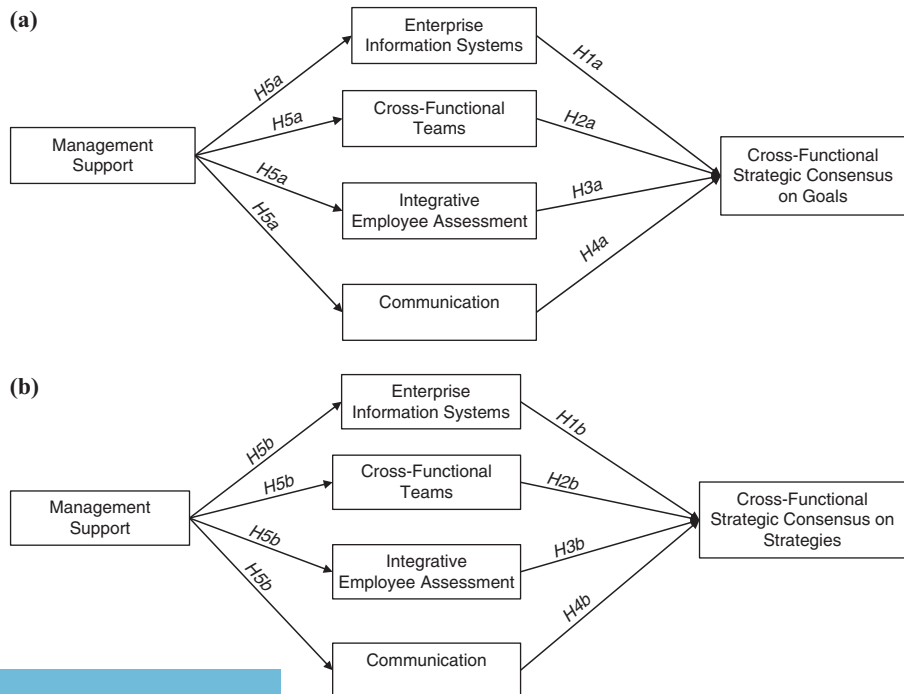 (a)
Enterprise
Information Systems
H5a
H1a
Cross-Functional
Teams
H5a
H2a
Management
Support
Cross-Functional
Strategic Consensus
on Goals
H5a
Integrative
Employee Assessment
H3a
H5a
H4a
Communication
(b)
Enterprise
Information Systems
H5b
H1b
Cross-Functional
Teams
H5b
H2b
Management
Support
Cross-Functional
Strategic Consensus on
Strategies
H5b
Integrative
Employee Assessment
H3b
H5b
H4b
Communication